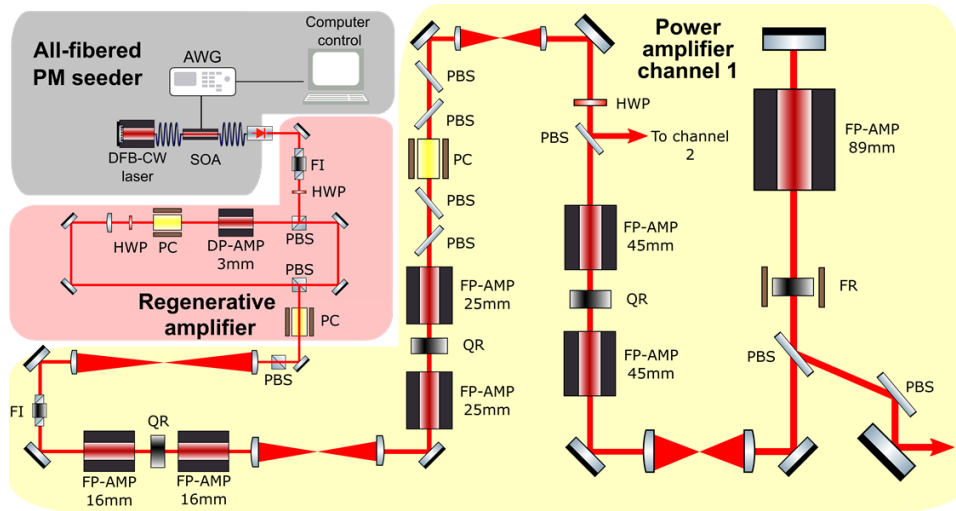 All-fibered
PM seeder
AWG
Computer
control
DFB-CW
laser
SOA
FI
HWP
HWP
PC
DP-AMP
3mm
PBS
PBS
Regenerative
amplifier
PC
PBS
FI
QR
FP-AMP
16mm
FP-AMP
16mm
PBS
PBS
PC
PBS
PBS
FP-AMP
25mm
QR
FP-AMP
25mm
Power
amplifier
channel 1
HWP
PBS
To channel
2
FP-AMP
45mm
QR
FP-AMP
45mm
FP-AMP
89mm
FR
PBS
PBS